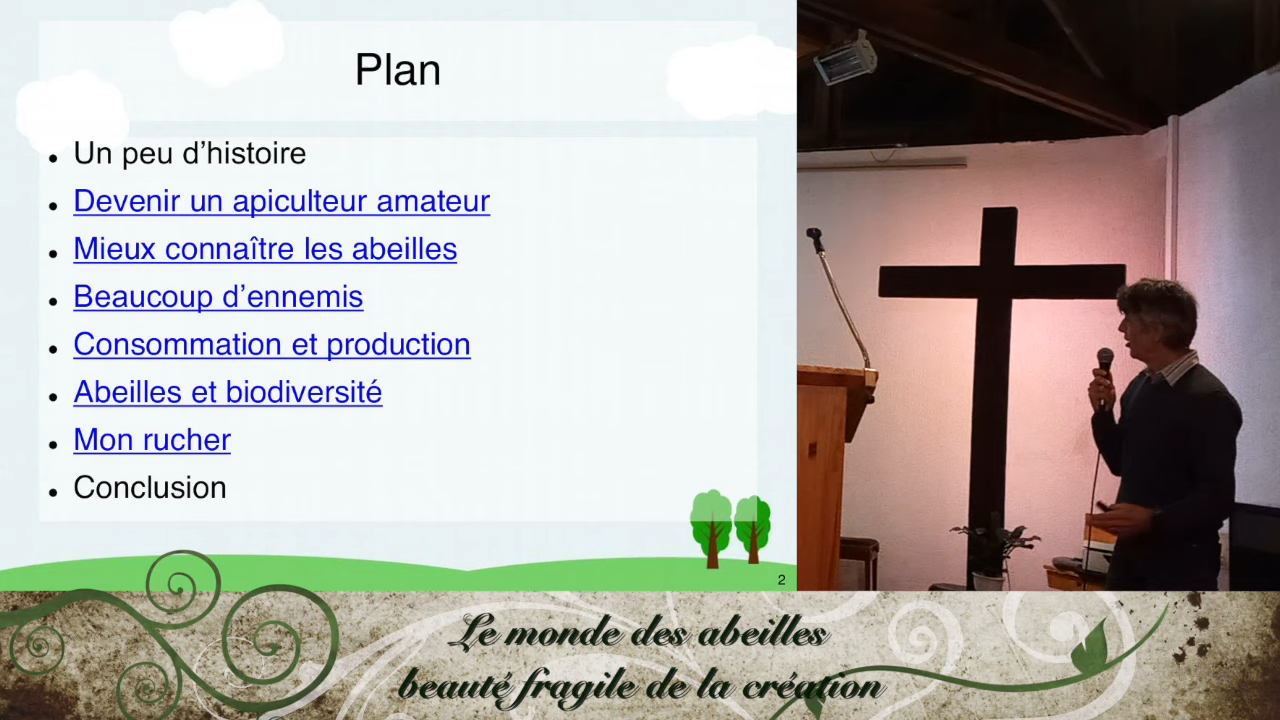 Plan
• Un peu d’histoire
• Devenir un apiculteur amateur
• Mieux connaître les abeilles
• Beaucoup d’ennemis
• Consommation et production
• Abeilles et biodiversité
• Mon rucher
• Conclusion
2
Le monde des abeilles
beauté fragile de la création